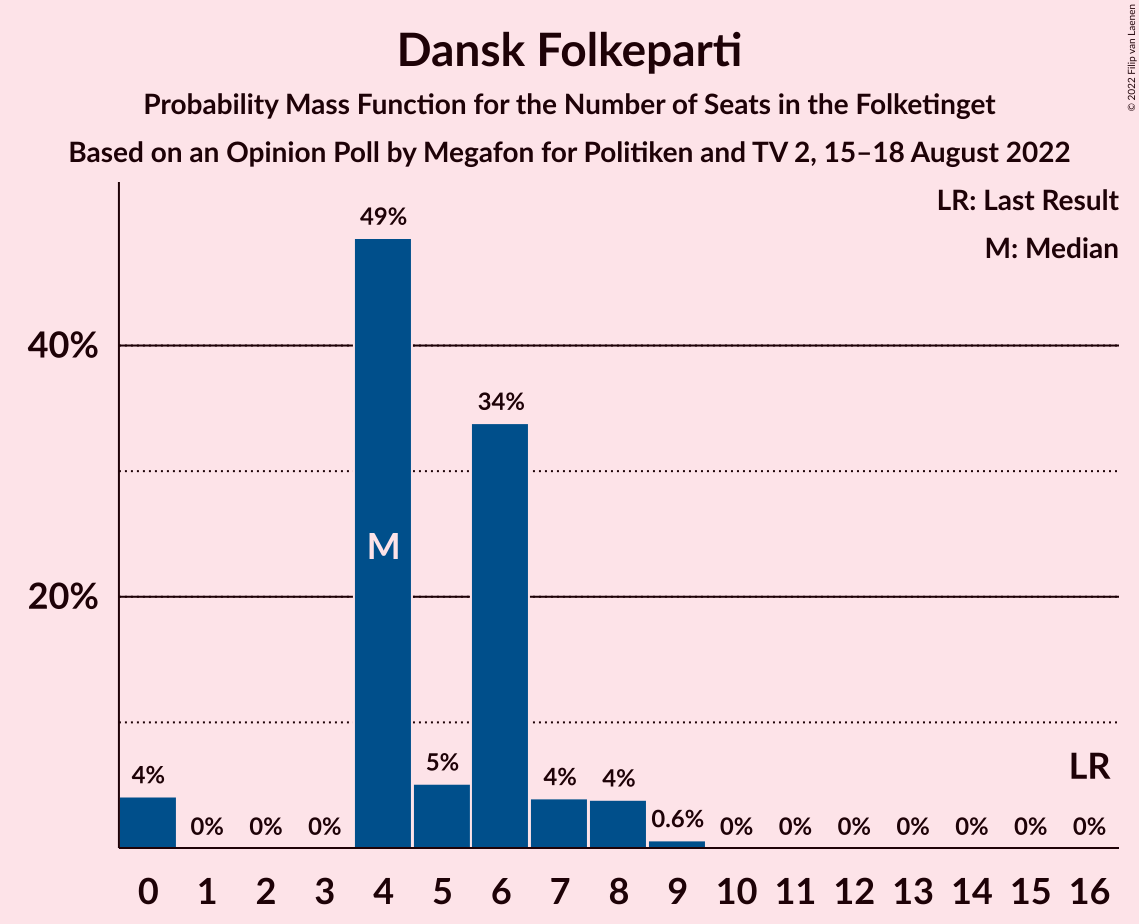 Dansk Folkeparti
Probability Mass Function for the Number of Seats in the Folketinget
Based on an Opinion Poll by Megafon for Politiken and TV 2, 15–18 August 2022
© 2022 Filip van Laenen
LR: Last Result
M: Median
49%
40%
34%
M
20%
LR
4%
0%
0%
0%
5%
4%
4%
0.6%
0%
0%
0%
0%
0%
0%
0%
0 1 2 3 4 5 6 7 8 9 10 11 12 13 14 15 16